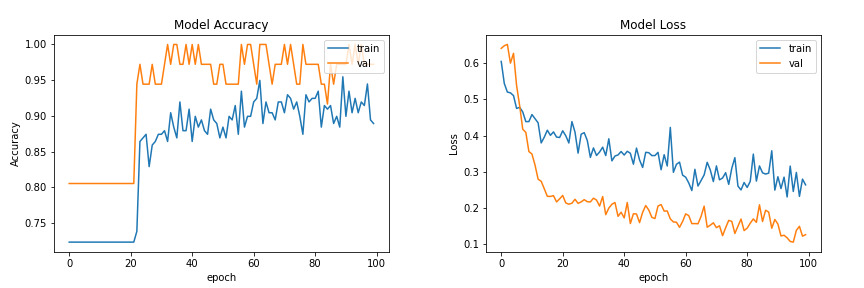 Model Accuracy
1.00
0.95
0.90
0.85
0.80
0.75
Accuracy
0 20 40 60 80 100
epoch
train
val
Model Loss
0.6
0.5
0.4
0.3
0.2
0.1
Loss
0 20 40 60 80 100
epoch
train
val